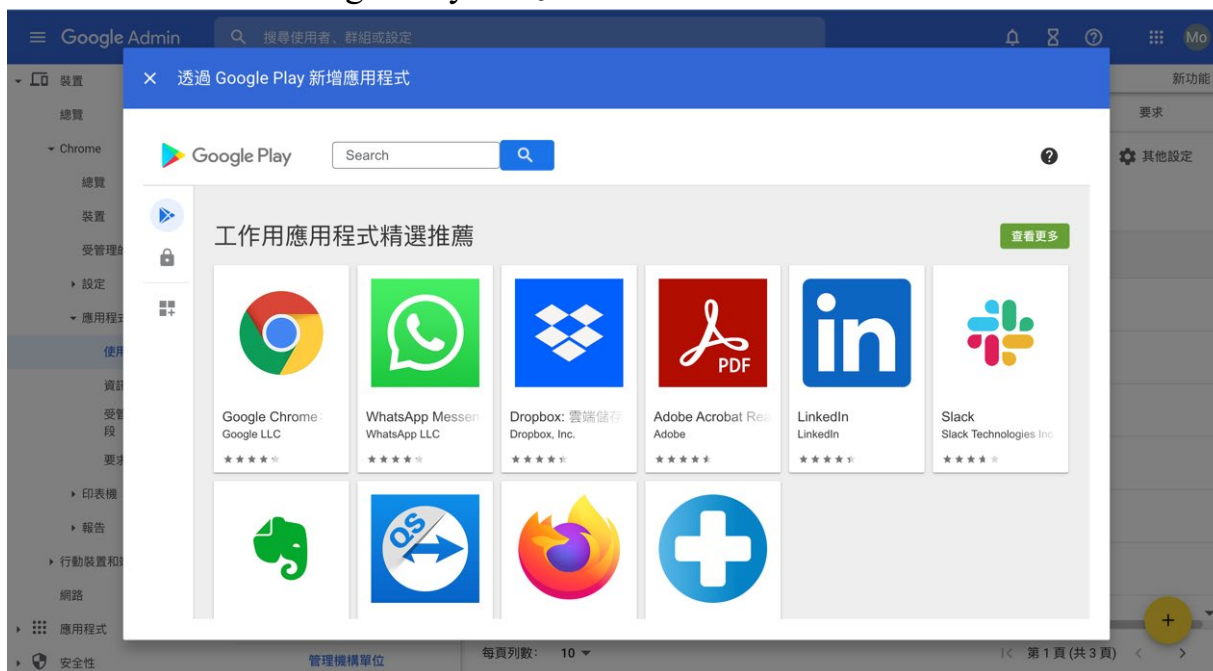 Google Admin
搜尋使用者、群組或設定
Mo
裝置
總覽
Chrome
總覽
裝置
受管理
設定
應用程
使用
資
受
段
要求
印表機
報告
行動裝置和
網路
應用程式
安全性
新功能
要求
其他設定
透過 Google Play 新增應用程式
Google Play
Search
工作用應用程式精選推薦
查看更多
PDF
Google Chrome
Google LLC
WhatsApp Messen
WhatsApp LLC
Dropbox: 雲端儲存
Dropbox, Inc.
Adobe Acrobat Rea
Adobe
in
LinkedIn
LinkedIn
Slack
Slack Technologies Inc
QS
管理機構單位
每頁列數: 10
第 1 頁 (共 3 頁)